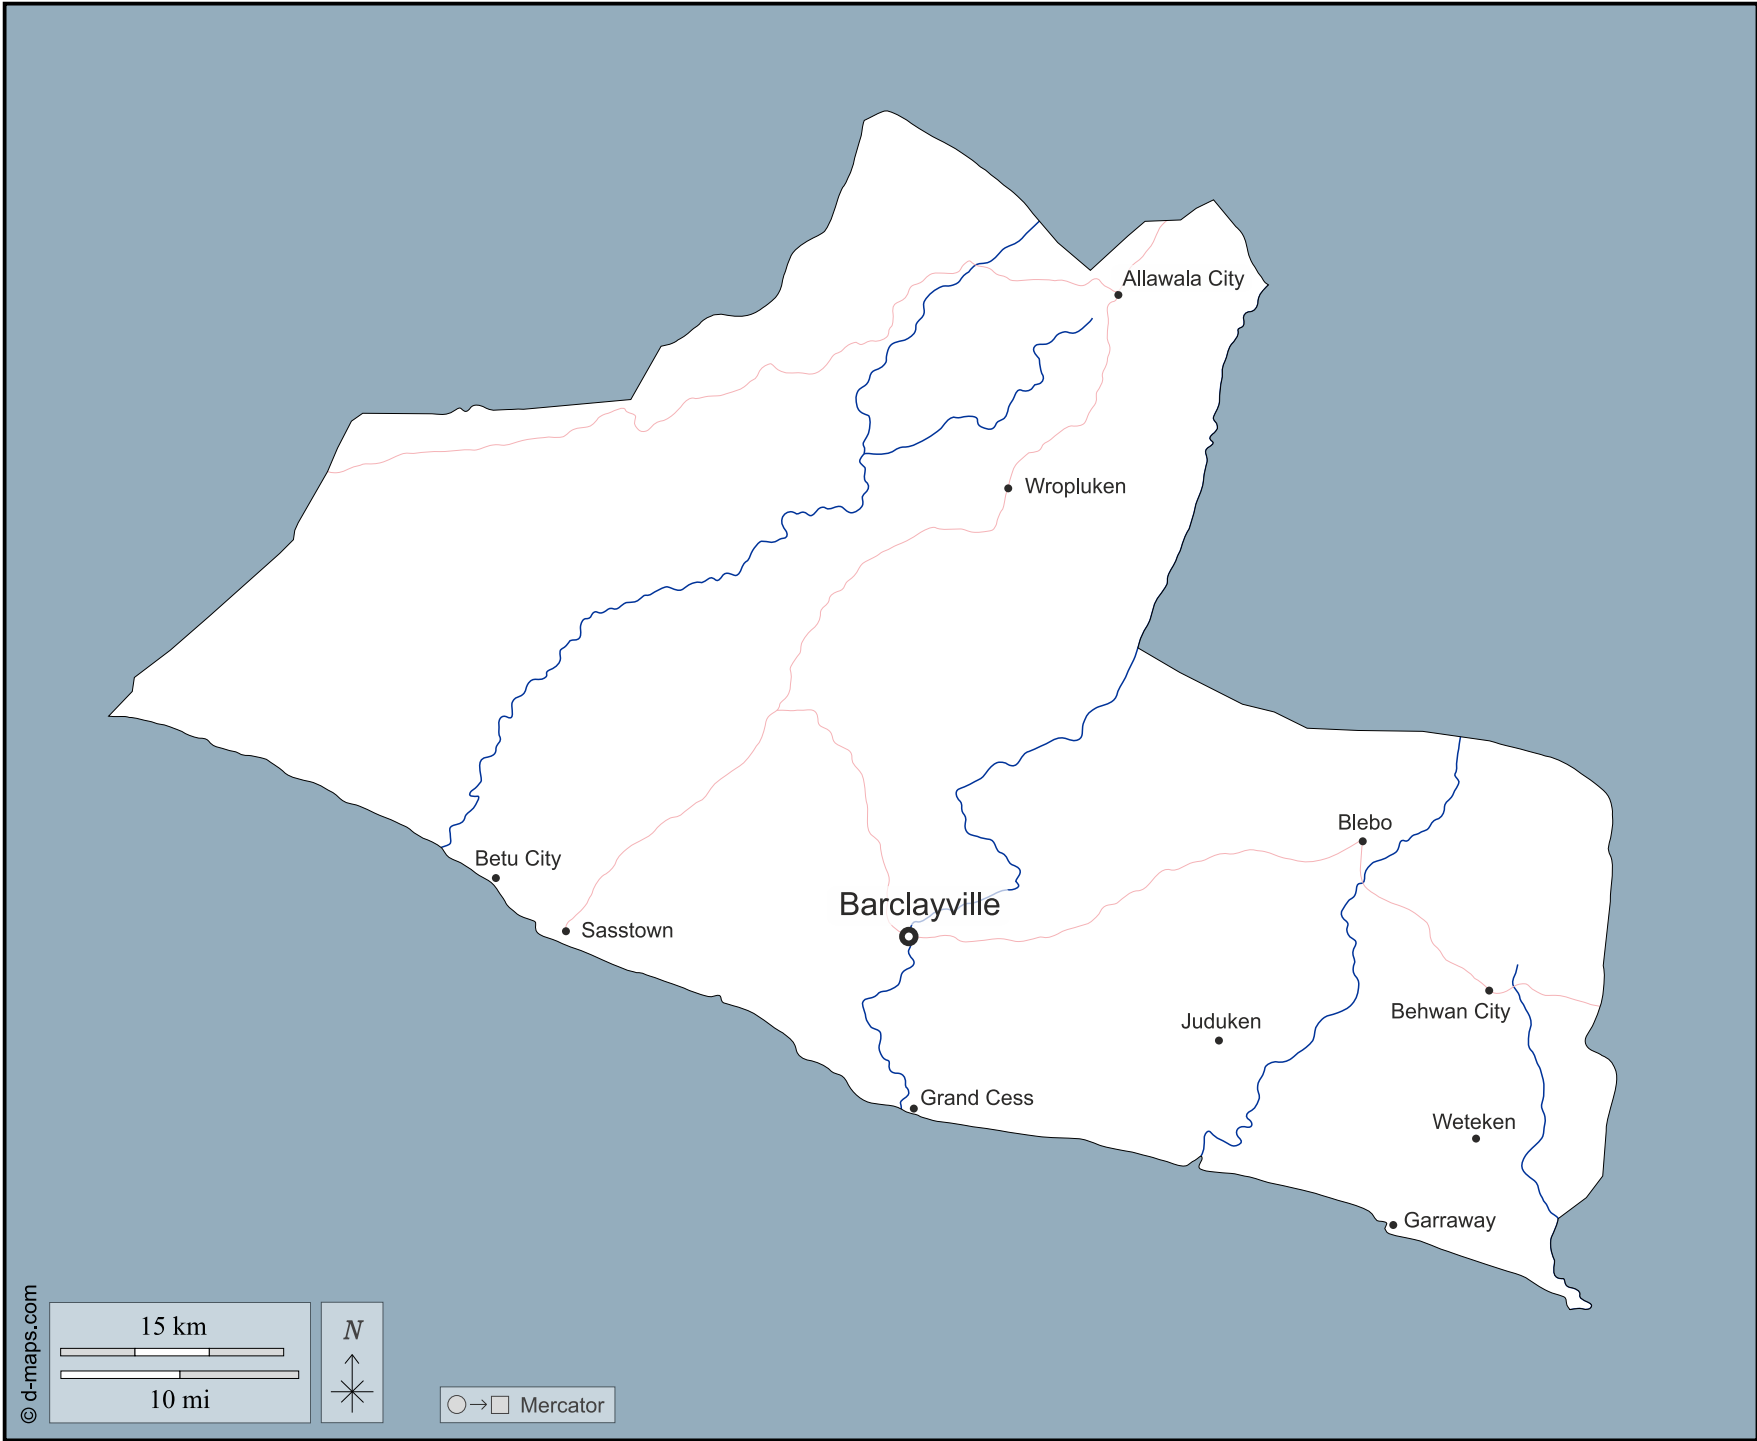 Allawala City
Wropluken
Blebo
Betu City
Barclayville
Sasstown
Behwan City
Juduken
Grand Cess
Weteken
Garraway
© d-maps.com
15 km
10 mi
N
Mercator